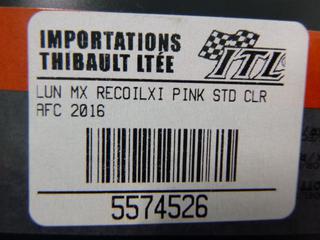 IMPORTATIONS
THIBAULT LTÉE
ITL
LUN MX RECOILXI PINK STD CLR
AFC 2016
5574526